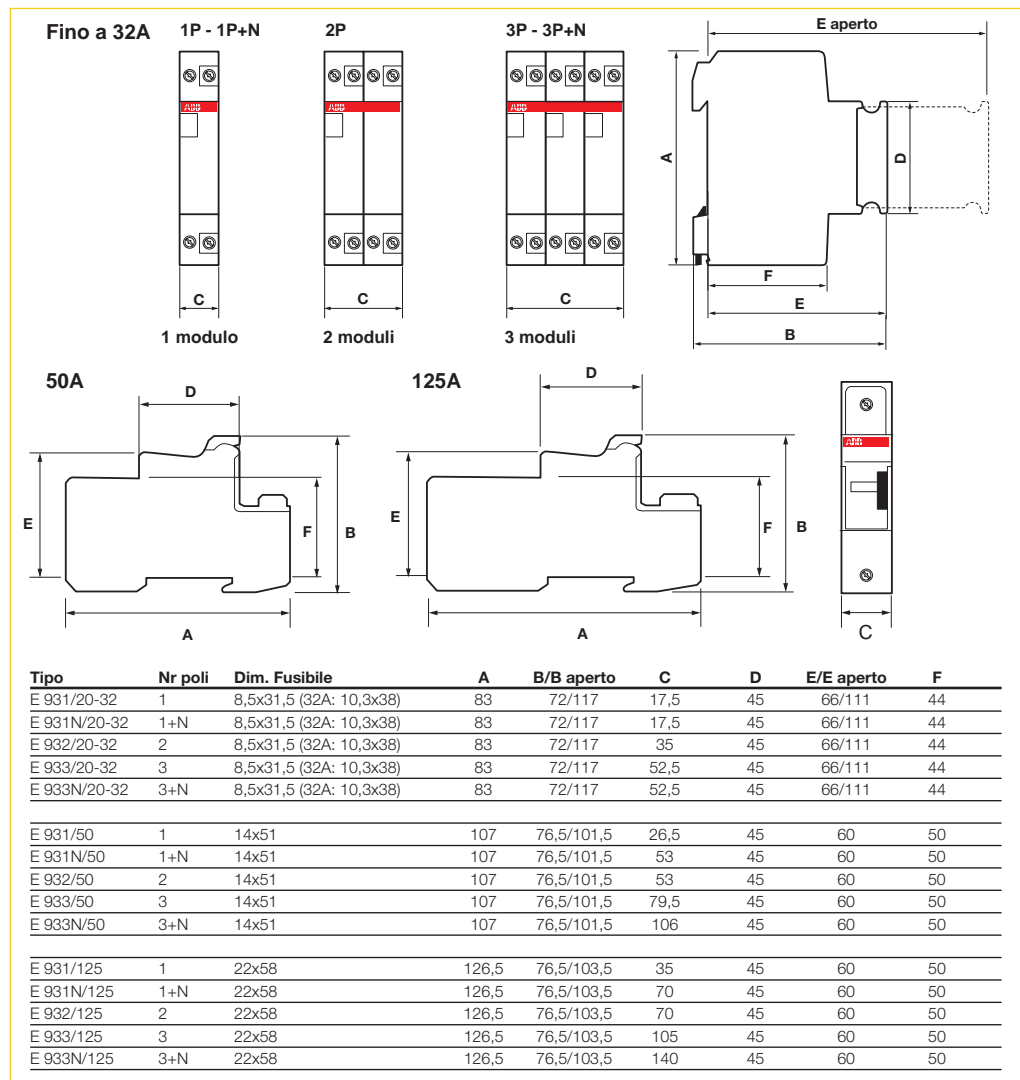 Fino a 32A 1P - 1P+N 2P 3P - 3P+N E aperto
ABB ABB ABB
A D
F
C C C E
1 modulo 2 moduli 3 moduli B
50A D 125A D
ABB
E F B E F B
A A C
Tipo Nr poli Dim. Fusibile A B/B aperto C D E/E aperto F
E 931/20-32 1 8,5x31,5 (32A: 10,3x38) 83 72/117 17,5 45 66/111 44
E 931N/20-32 1+N 8,5x31,5 (32A: 10,3x38) 83 72/117 17,5 45 66/111 44
E 932/20-32 2 8,5x31,5 (32A: 10,3x38) 83 72/117 35 45 66/111 44
E 933/20-32 3 8,5x31,5 (32A: 10,3x38) 83 72/117 52,5 45 66/111 44
E 933N/20-32 3+N 8,5x31,5 (32A: 10,3x38) 83 72/117 52,5 45 66/111 44
E 931/50 1 14x51 107 76,5/101,5 26,5 45 60 50
E 931N/50 1+N 14x51 107 76,5/101,5 53 45 60 50
E 932/50 2 14x51 107 76,5/101,5 53 45 60 50
E 933/50 3 14x51 107 76,5/101,5 79,5 45 60 50
E 933N/50 3+N 14x51 107 76,5/101,5 106 45 60 50
E 931/125 1 22x58 126,5 76,5/103,5 35 45 60 50
E 931N/125 1+N 22x58 126,5 76,5/103,5 70 45 60 50
E 932/125 2 22x58 126,5 76,5/103,5 70 45 60 50
E 933/125 3 22x58 126,5 76,5/103,5 105 45 60 50
E 933N/125 3+N 22x58 126,5 76,5/103,5 140 45 60 50